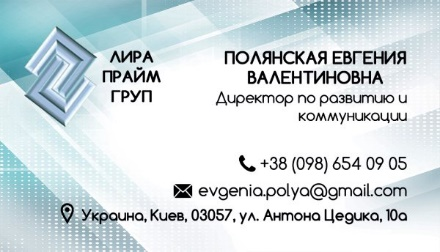 ЛИРА
ПРАЙМ
ГРУП
ПОЛЯНСКАЯ ЕВГЕНИЯ
ВАЛЕНТИНОВНА
Директор по развитию и
коммуникации
+38 (098) 654 09 05
evgenia.polya@gmail.com
Украина, Киев, 03057, ул. Антона Цедика, 10а